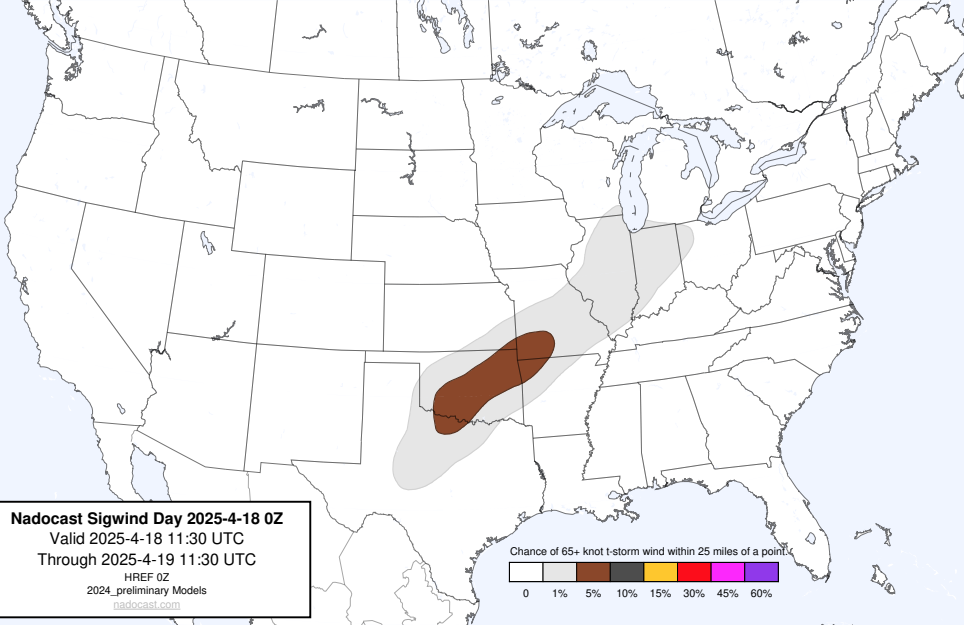 Nadocast Sigwind Day 2025-4-18 0Z
Valid 2025-4-18 11:30 UTC
Through 2025-4-19 11:30 UTC
HREF 0Z
2024_preliminary Models
nadocast.com
Chance of 65+ knot t-storm wind within 25 miles of a point.
0 1% 5% 10% 15% 30% 45% 60%